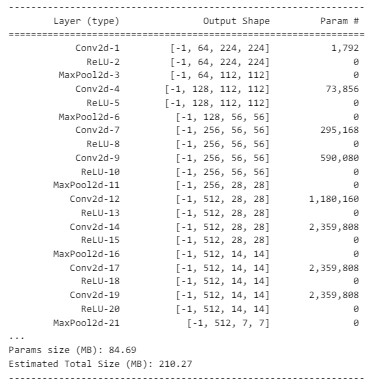 ----------------------------------------------------------------
Layer (type) Output Shape Param #
================================================================
Conv2d-1 [-1, 64, 224, 224] 1,792
ReLU-2 [-1, 64, 224, 224] 0
MaxPool2d-3 [-1, 64, 112, 112] 0
Conv2d-4 [-1, 128, 112, 112] 73,856
ReLU-5 [-1, 128, 112, 112] 0
MaxPool2d-6 [-1, 128, 56, 56] 0
Conv2d-7 [-1, 256, 56, 56] 295,168
ReLU-8 [-1, 256, 56, 56] 0
Conv2d-9 [-1, 256, 56, 56] 590,080
ReLU-10 [-1, 256, 56, 56] 0
MaxPool2d-11 [-1, 256, 28, 28] 0
Conv2d-12 [-1, 512, 28, 28] 1,180,160
ReLU-13 [-1, 512, 28, 28] 0
Conv2d-14 [-1, 512, 28, 28] 2,359,808
ReLU-15 [-1, 512, 28, 28] 0
MaxPool2d-16 [-1, 512, 14, 14] 0
Conv2d-17 [-1, 512, 14, 14] 2,359,808
ReLU-18 [-1, 512, 14, 14] 0
Conv2d-19 [-1, 512, 14, 14] 2,359,808
ReLU-20 [-1, 512, 14, 14] 0
MaxPool2d-21 [-1, 512, 7, 7] 0
...
Params size (MB): 84.69
Estimated Total Size (MB): 210.27
----------------------------------------------------------------